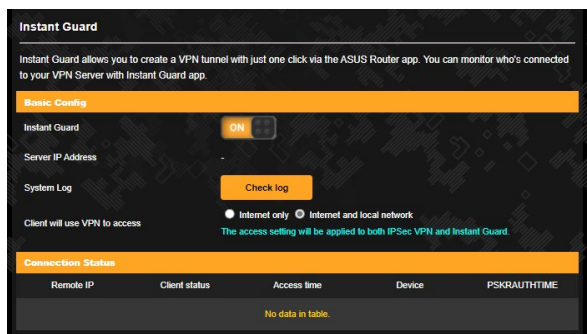 Instant Guard
Instant Guard allows you to create a VPN tunnel with just one click via the ASUS Router app. You can monitor who's connected
to your VPN Server with Instant Guard app.
Basic Config
Instant Guard ON
Server IP Address -
System Log Check log
Client will use VPN to access Internet only Internet and local network
The access setting will be applied to both IPSec VPN and Instant Guard.
Connection Status
Remote IP Client status Access time Device PSKRAUTHTIME
No data in table.